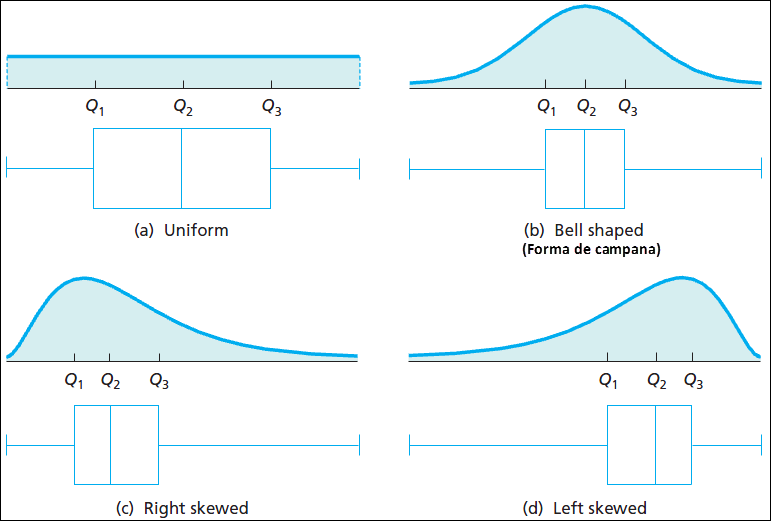 Q1 Q2 Q3
(a) Uniform
Q1 Q2 Q3
(b) Bell shaped
(Forma de campana)
Q1 Q2 Q3
(c) Right skewed
Q1 Q2 Q3
(d) Left skewed